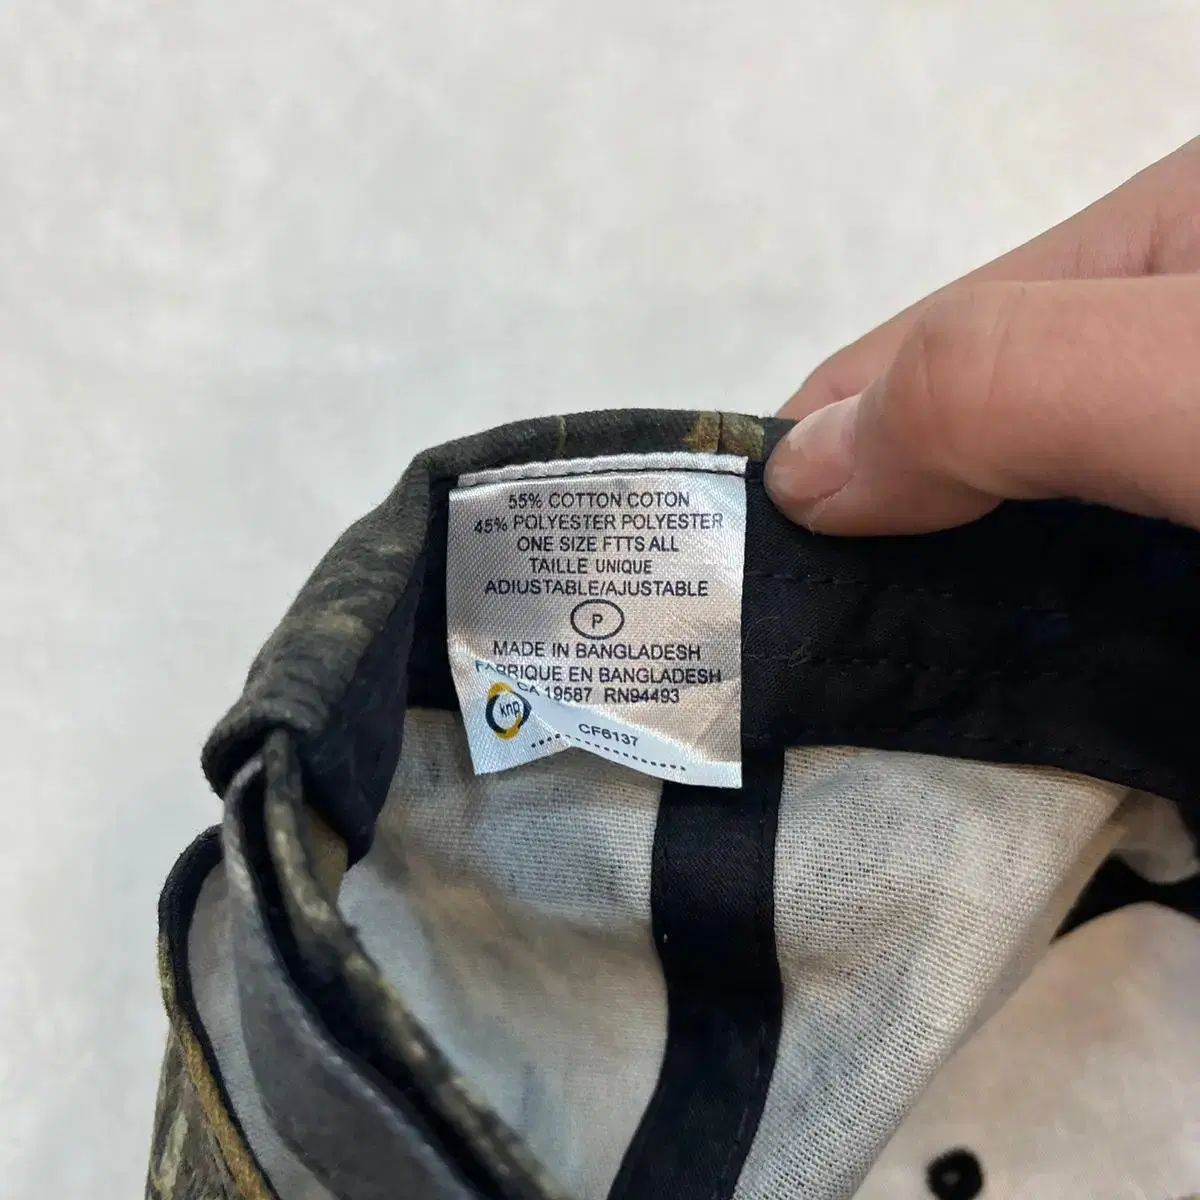 55% COTTON COTON
45% POLYESTER POLYESTER
ONE SIZE FTTS ALL
TAILLE UNIQUE
ADIUSTABLE/AJUSTABLE
P
MADE IN BANGLADESH
FABRIQUE EN BANGLADESH
CA 19587 RN94493
knp
CF6137